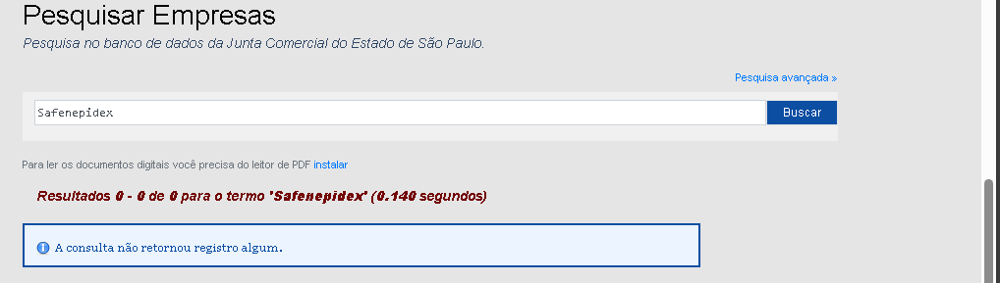 Pesquisar Empresas
Pesquisa no banco de dados da Junta Comercial do Estado de São Paulo.
Pesquisa avançada »
Safenepidex
Buscar
Para ler os documentos digitais você precisa do leitor de PDF instalar
Resultados 0 - 0 de 0 para o termo 'Safenepidex' (0.140 segundos)
A consulta não retornou registro algum.